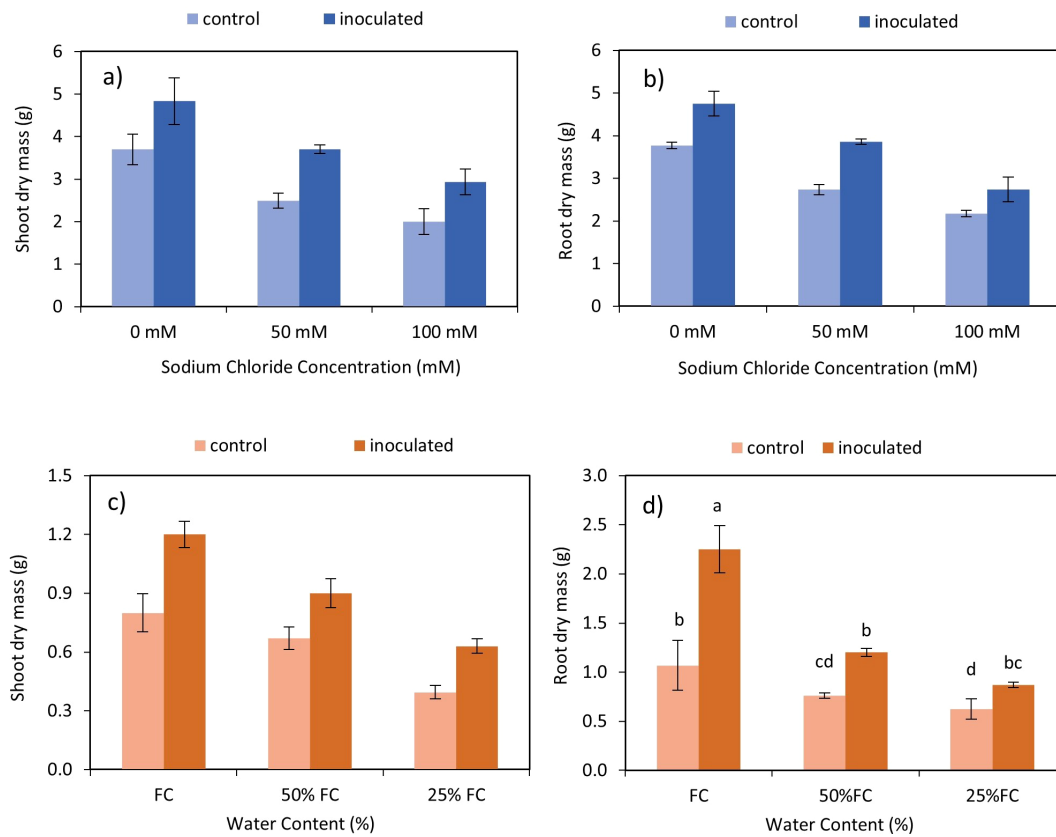 control inoculated
a)
Shoot dry mass (g)
6
5
4
3
2
1
0
0 mM 50 mM 100 mM
Sodium Chloride Concentration (mM)
control inoculated
b)
Root dry mass (g)
6
5
4
3
2
1
0
0 mM 50 mM 100 mM
Sodium Chloride Concentration (mM)
control inoculated
c)
Shoot dry mass (g)
1.5
1.2
0.9
0.6
0.3
0.0
FC 50% FC 25% FC
Water Content (%)
control inoculated
d)
Root dry mass (g)
3.0
2.5
2.0
1.5
1.0
0.5
0.0
b a cd b d bc
FC 50%FC 25%FC
Water Content (%)